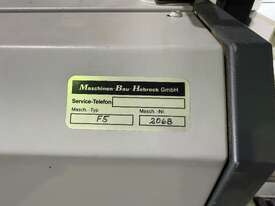 Maschinen-Bau-Hebrock GmbH
Service-Telefon
Masch.-Typ Masch.-Nr.
F5 2068